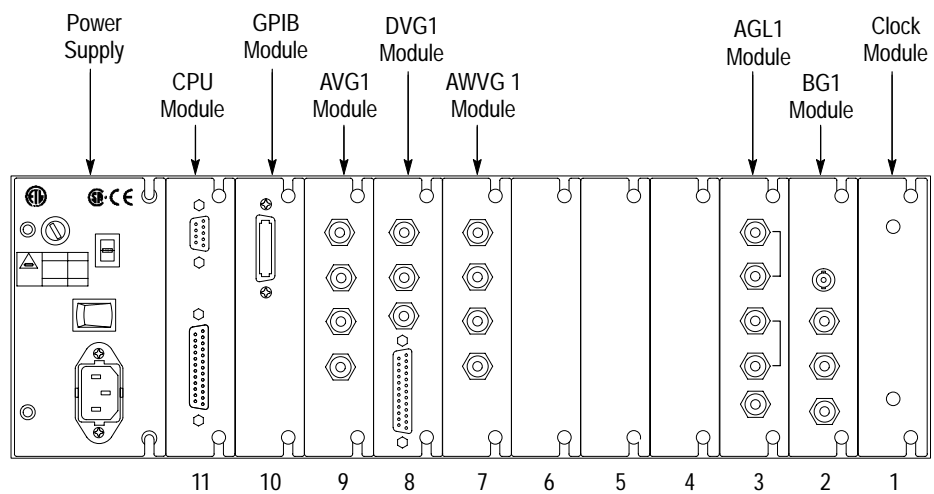 Power
Supply
CPU
Module
GPIB
Module
AVG1
Module
DVG1
Module
AWVG 1
Module
AGL1
Module
BG1
Module
Clock
Module
CE
11 10 9 8 7 6 5 4 3 2 1